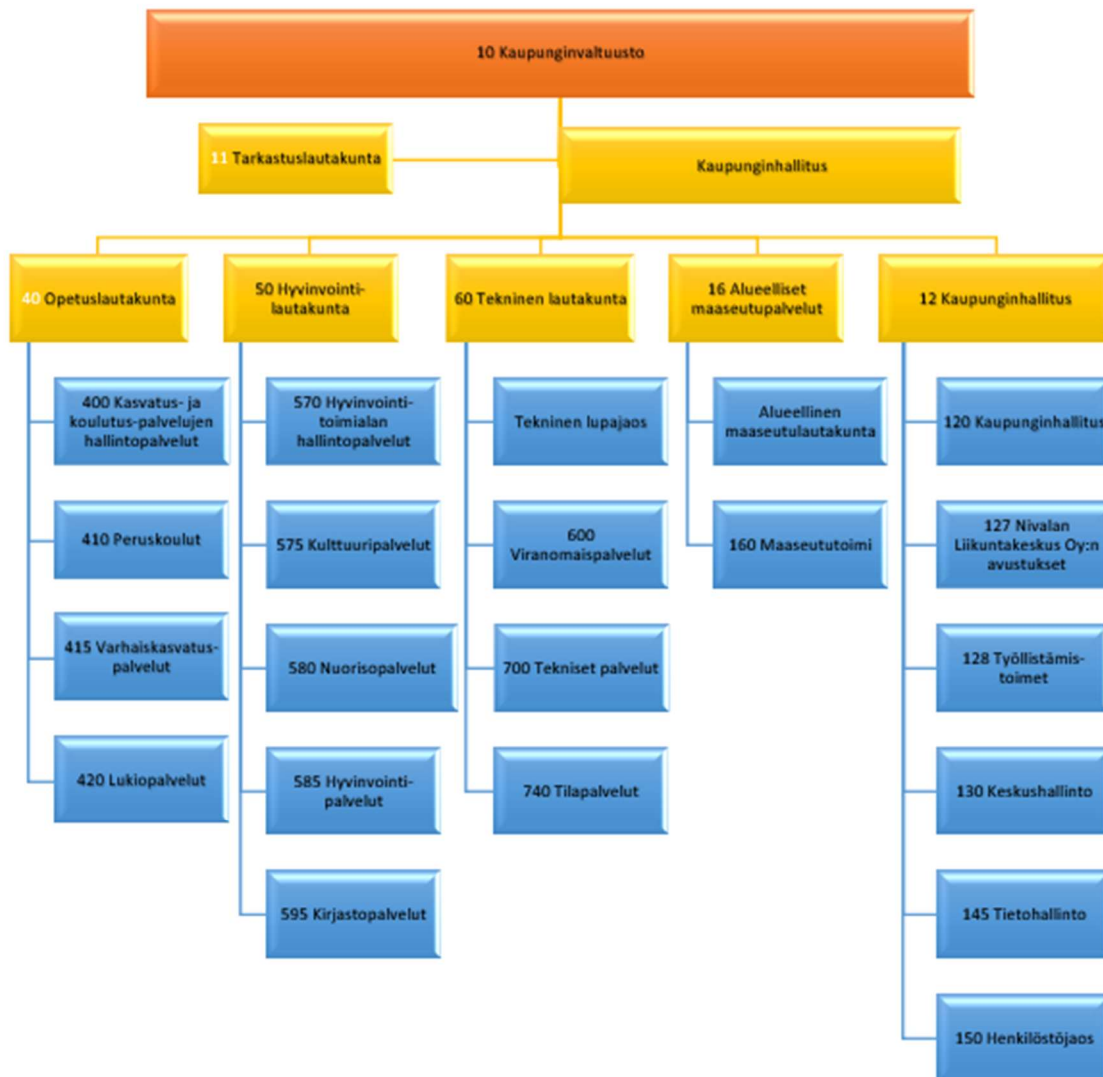 10 Kaupunginvaltuusto
11 Tarkastuslautakunta
Kaupunginhallitus
40 Opetuslautakunta
50 Hyvinvointi-
lautakunta
60 Tekninen lautakunta
16 Alueelliset
maaseutupalvelut
12 Kaupunginhallitus
400 Kasvatus- ja
koulutus-palvelujen
hallintopalvelut
410 Peruskoulut
415 Varhaiskasvatus-
palvelut
420 Lukiopalvelut
570 Hyvinvointi-
toimialan
hallintopalvelut
575 Kulttuuripalvelut
580 Nuorisopalvelut
585 Hyvinvointi-
palvelut
595 Kirjastopalvelut
Tekninen lupajaos
600
Viranomaispalvelut
700 Tekniset palvelut
740 Tilapalvelut
Alueellinen
maaseutulautakunta
160 Maaseututoimi
120 Kaupunginhallitus
127 Nivalan
Liikuntakeskus Oy:n
avustukset
128 Työllistämis-
toimet
130 Keskushallinto
145 Tietohallinto
150 Henkilöstöjaos